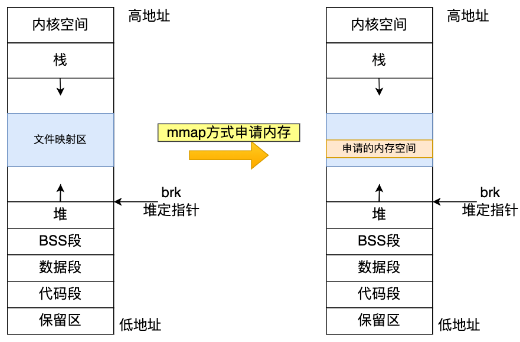 内核空间
高地址
栈
文件映射区
brk
堆定指针
堆
BSS段
数据段
代码段
保留区
低地址
mmap方式申请内存
内核空间
高地址
栈
申请的内存空间
brk
堆定指针
堆
BSS段
数据段
代码段
保留区
低地址